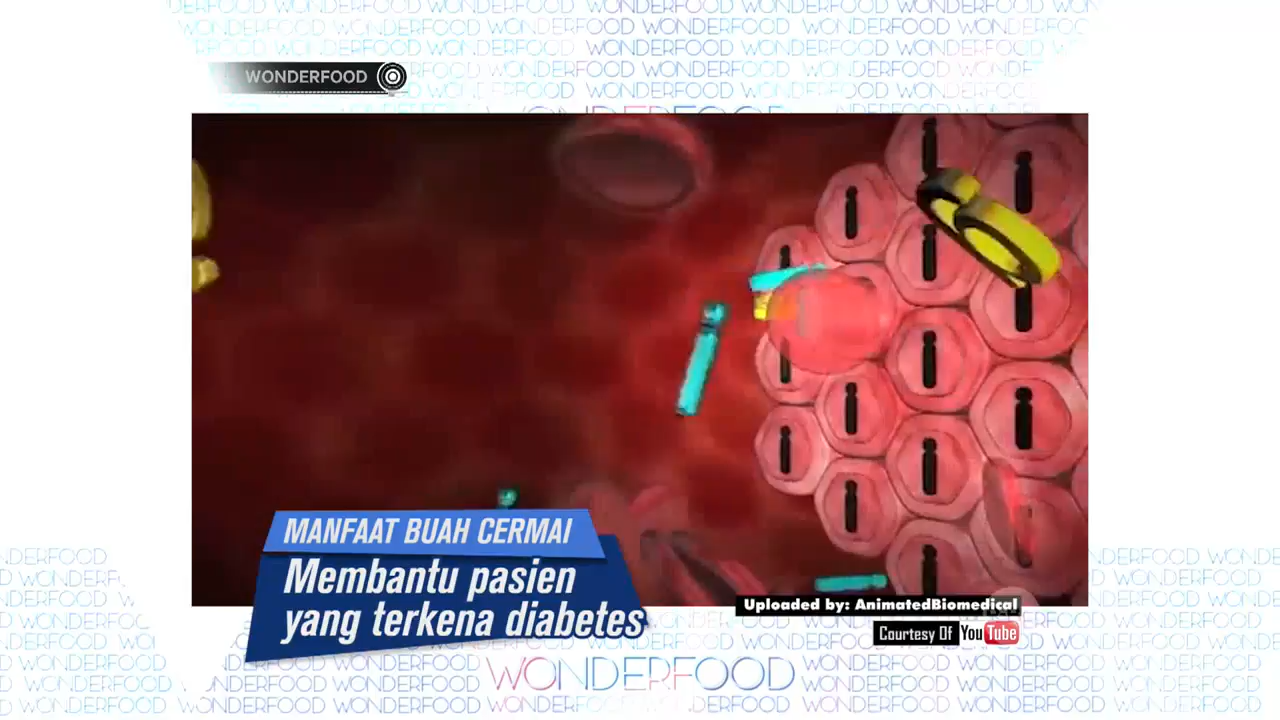 WONDERFOOD
MANFAAT BUAH CERMAI
Membantu pasien
yang terkena diabetes
Uploaded by: AnimatedBiomedical
Courtesy Of YouTube
WONDERFOOD